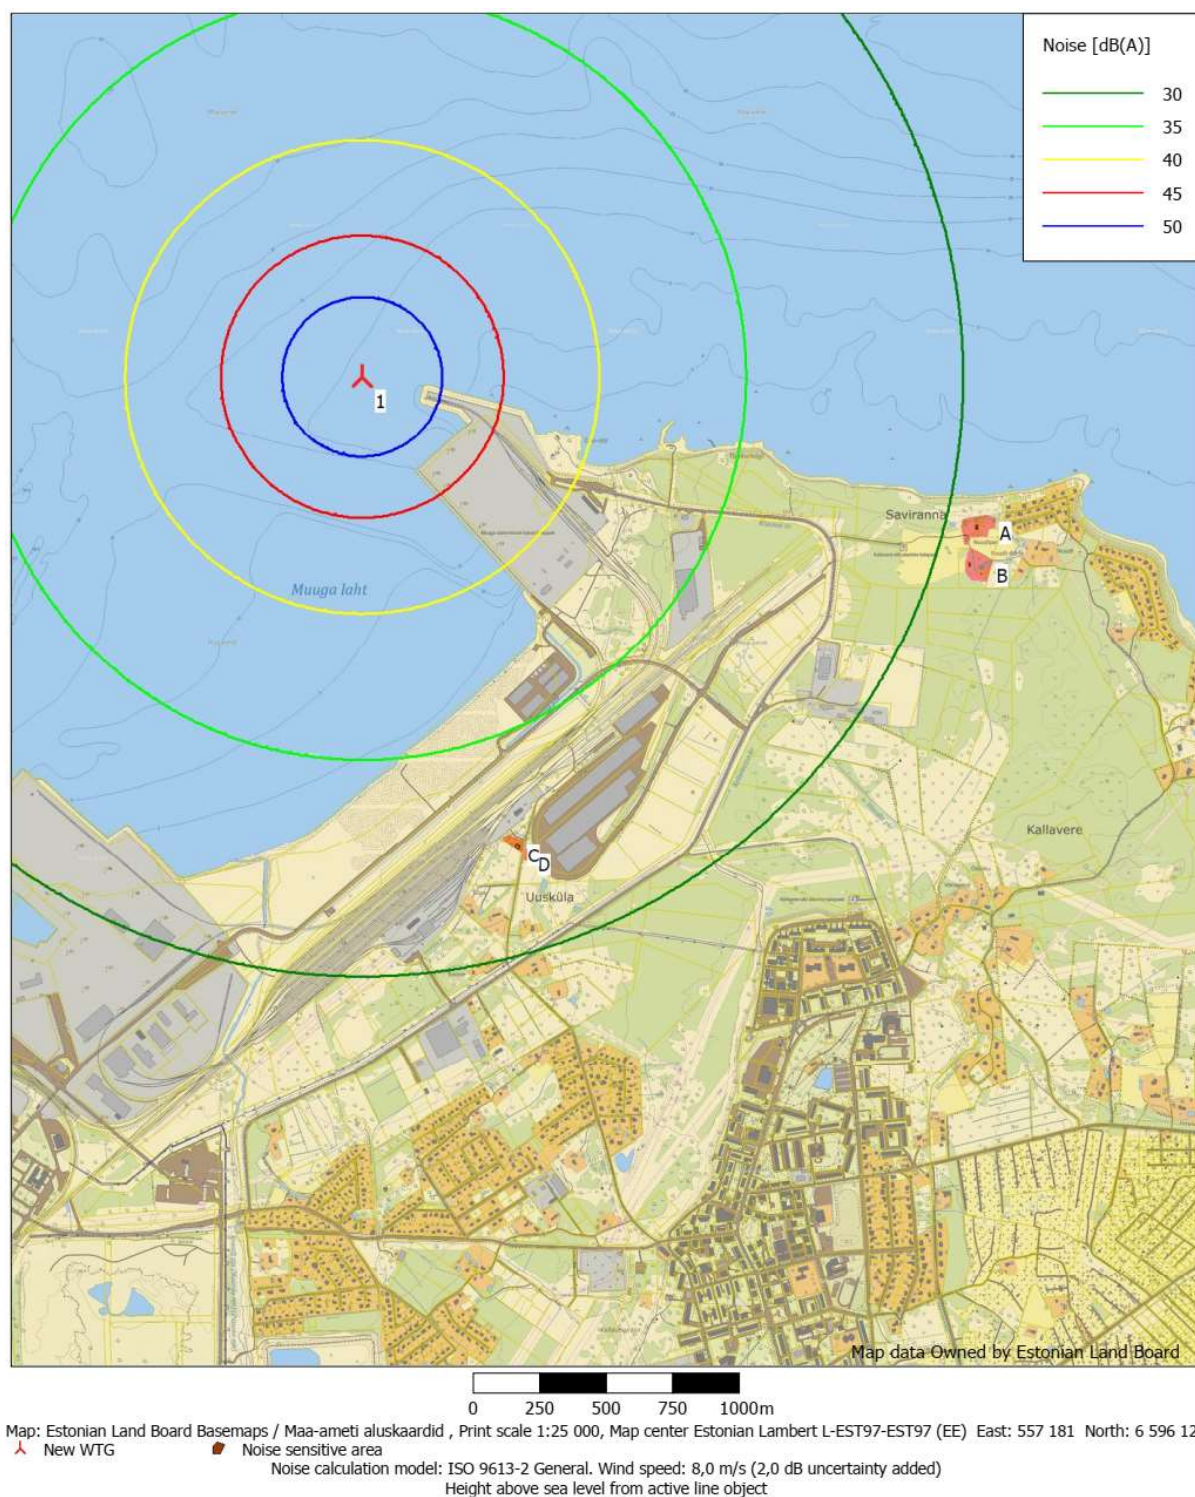 Noise [dB(A)]
30
35
40
45
50
1
Saviranna
A
B
Muuga laht
Kallavere
C
D
Uusküla
Map data Owned by Estonian Land Board
0 250 500 750 1000m
Map: Estonian Land Board Basemaps / Maa-ameti aluskaardid , Print scale 1:25 000, Map center Estonian Lambert L-EST97-EST97 (EE) East: 557 181 North: 6 596 12
New WTG Noise sensitive area
Noise calculation model: ISO 9613-2 General. Wind speed: 8,0 m/s (2,0 dB uncertainty added)
Height above sea level from active line object